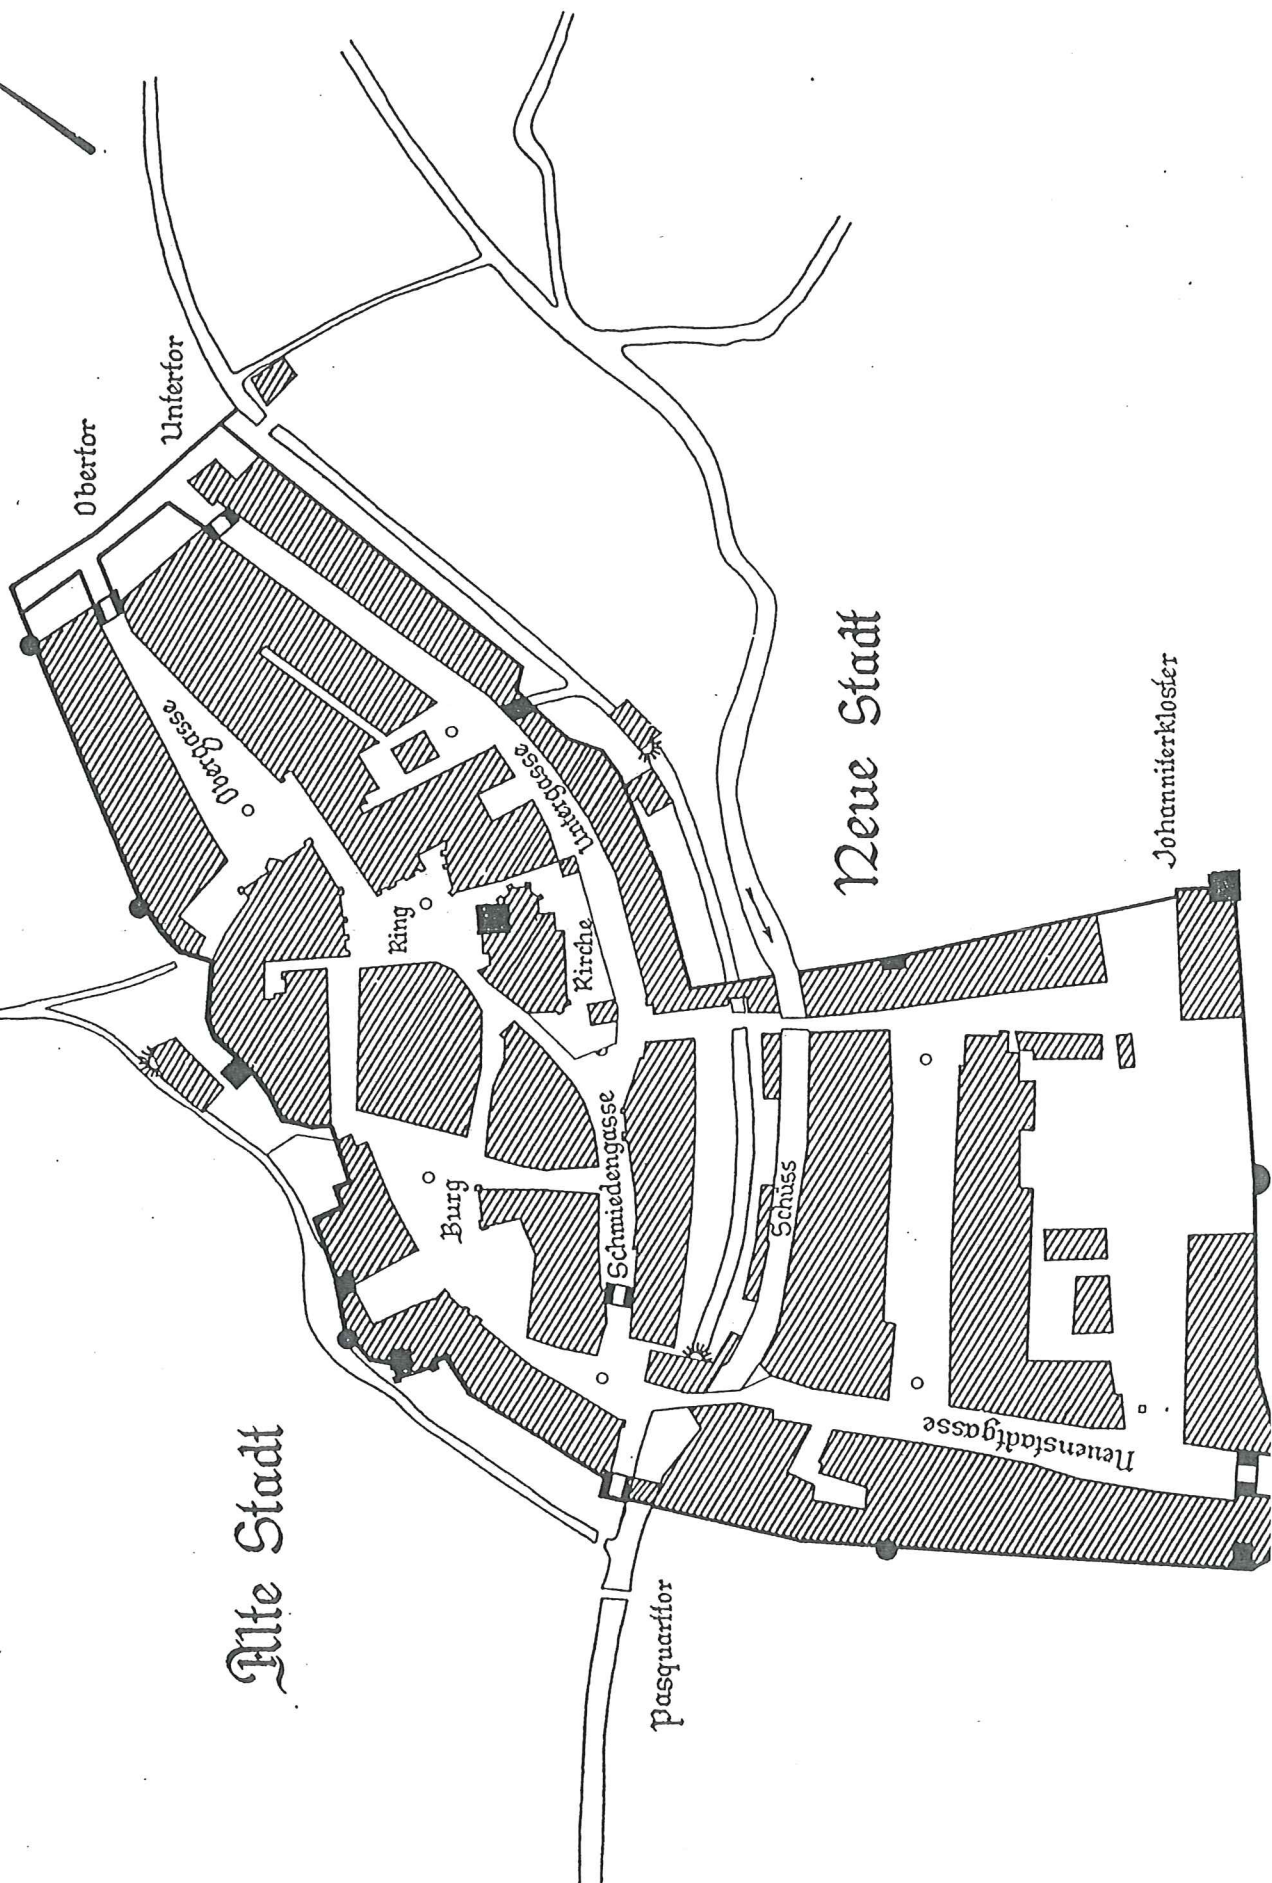 Alte Stadt
Neue Stadt
Obertor
Untertor
Obergasse
Untergasse
Ring
Kirche
Burg
Schmiedengasse
Schüss
Neuenstadtgasse
Pasquarttor
Johanniterkloster